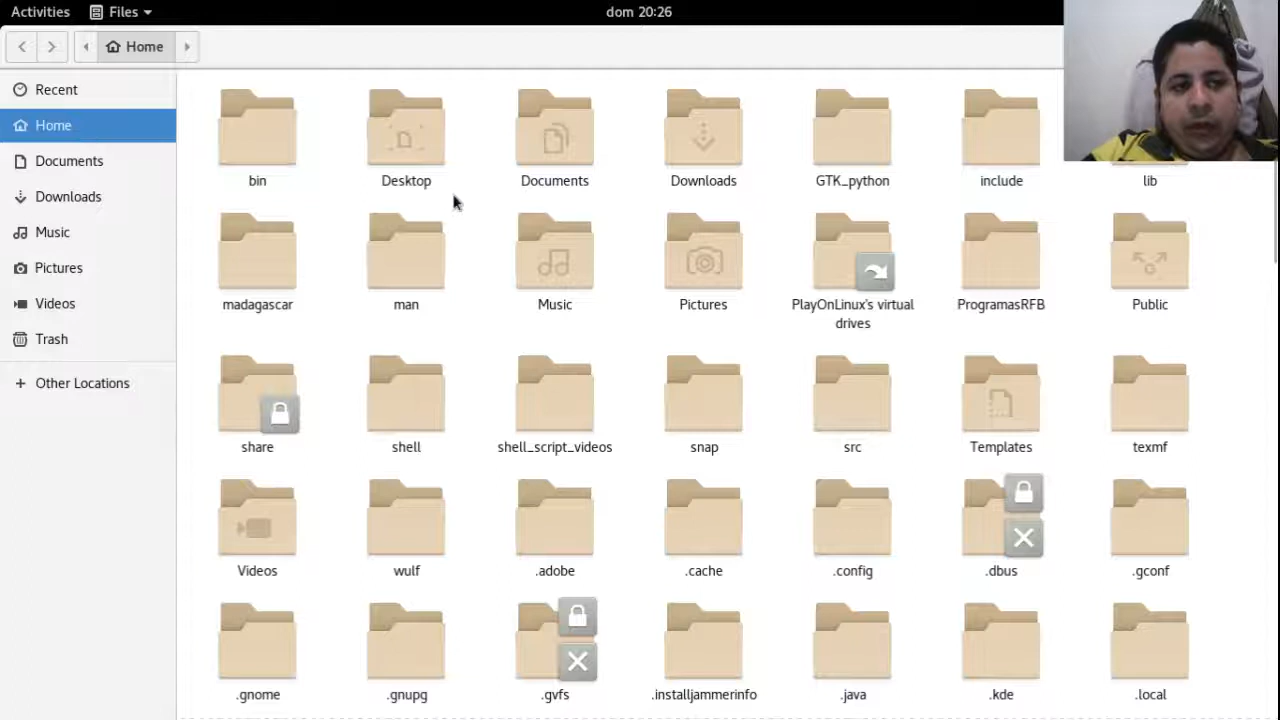 Activities Files dom 20:26
Home
Recent
Home
Documents
Downloads
Music
Pictures
Videos
Trash
Other Locations
bin Desktop Documents Downloads GTK_python include lib
madagascar man Music Pictures PlayOnLinux's virtual ProgramasRFB Public
drives
share shell shell_script_videos snap src Templates texmf
Videos wulf .adobe .cache .config .dbus .gconf
.gnome .gnupg .gvfs .installjammerinfo .java .kde .local